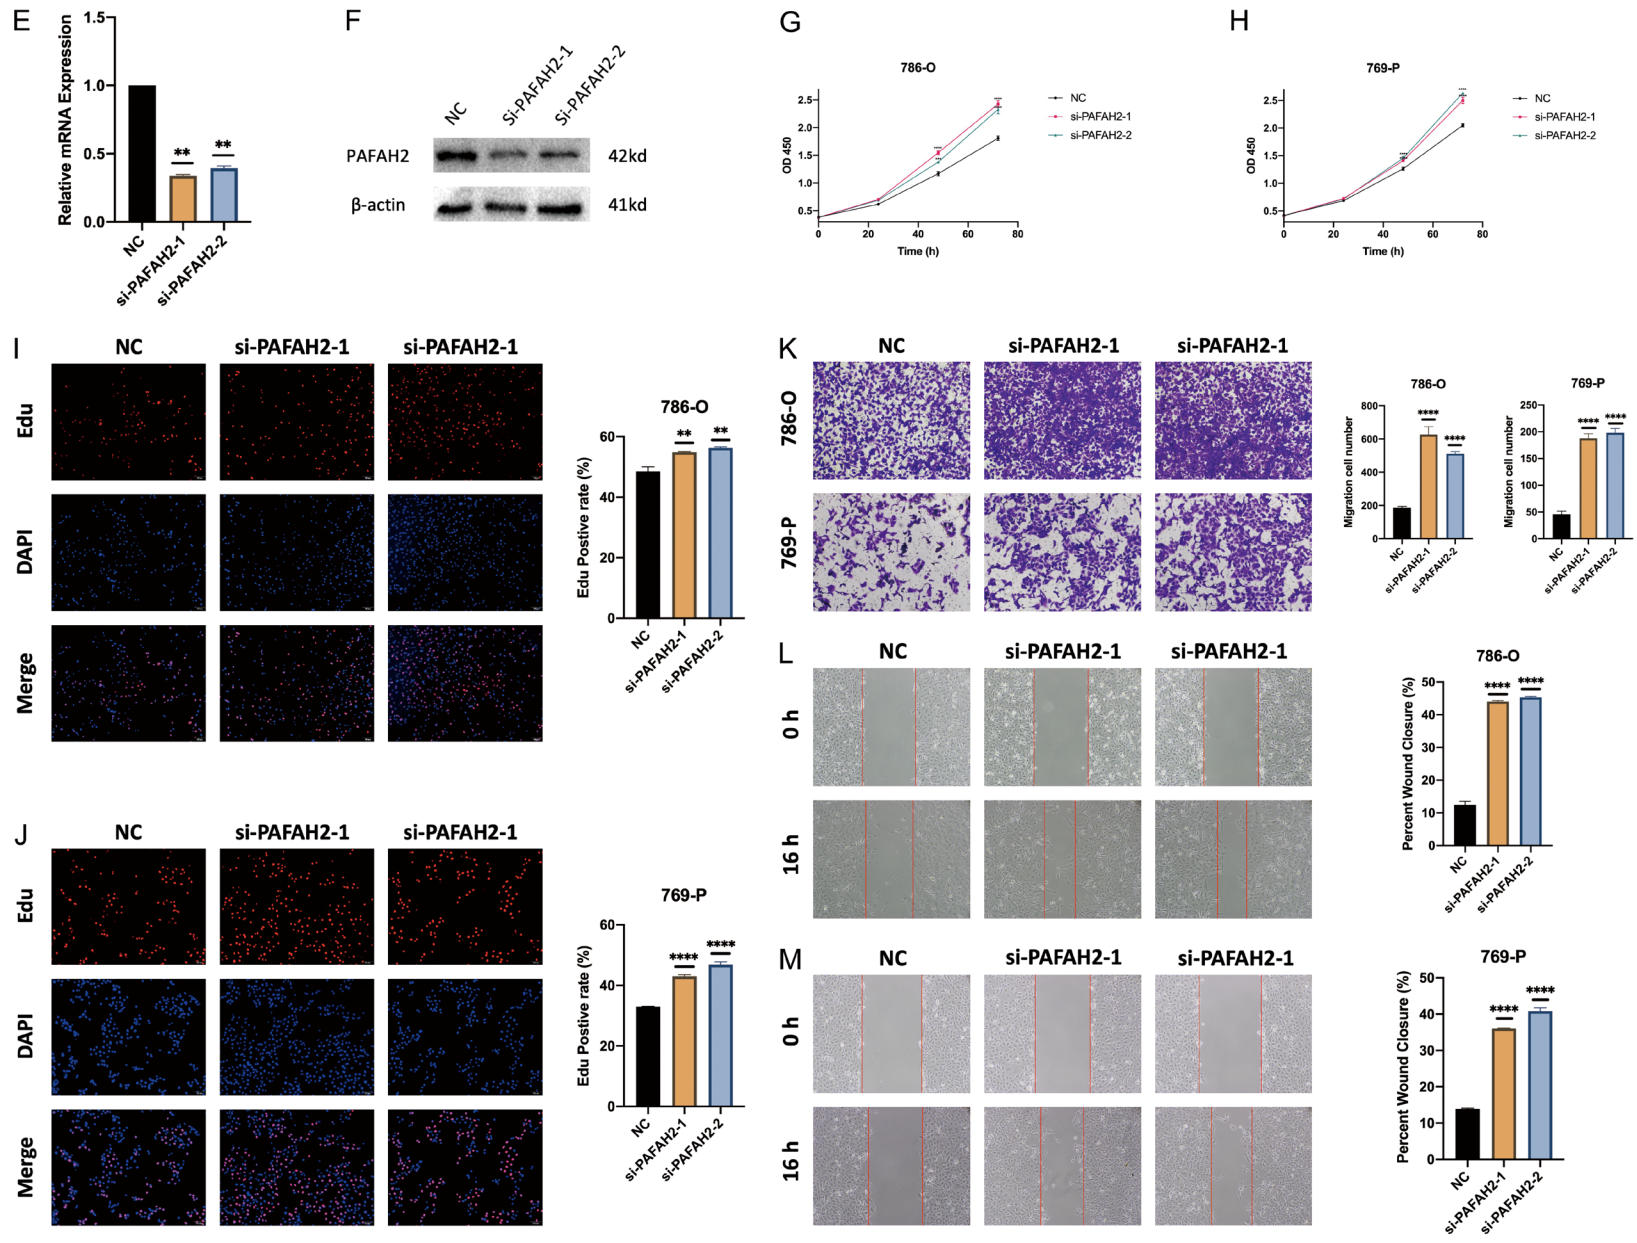 E
Relative mRNA Expression
1.5
1.0
0.5
0.0
**
**
NC
si-PAFAH2-1
si-PAFAH2-2
F
NC
Si-PAFAH2-1
Si-PAFAH2-2
PAFAH2
42kd
β-actin
41kd
G
786-O
OD 450
2.5
2.0
1.5
1.0
0.5
0
20
40
60
80
Time (h)
NC
si-PAFAH2-1
si-PAFAH2-2
H
769-P
OD 450
2.5
2.0
1.5
1.0
0.5
0
20
40
60
80
Time (h)
NC
si-PAFAH2-1
si-PAFAH2-2
I
NC
si-PAFAH2-1
si-PAFAH2-1
Edu
DAPI
Merge
786-O
Edu Postive rate (%)
60
40
20
0
**
**
NC
si-PAFAH2-1
si-PAFAH2-2
J
NC
si-PAFAH2-1
si-PAFAH2-1
Edu
DAPI
Merge
769-P
Edu Postive rate (%)
60
40
20
0
****
****
NC
si-PAFAH2-1
si-PAFAH2-2
K
NC
si-PAFAH2-1
si-PAFAH2-1
786-O
769-P
786-O
Migration cell number
800
600
400
200
0
****
****
NC
si-PAFAH2-1
si-PAFAH2-2
769-P
Migration cell number
250
200
150
100
50
0
****
****
NC
si-PAFAH2-1
si-PAFAH2-2
L
NC
si-PAFAH2-1
si-PAFAH2-1
0 h
16 h
786-O
Percent Wound Closure (%)
50
40
30
20
10
0
****
****
NC
si-PAFAH2-1
si-PAFAH2-2
M
NC
si-PAFAH2-1
si-PAFAH2-1
0 h
16 h
769-P
Percent Wound Closure (%)
50
40
30
20
10
0
****
****
NC
si-PAFAH2-1
si-PAFAH2-2